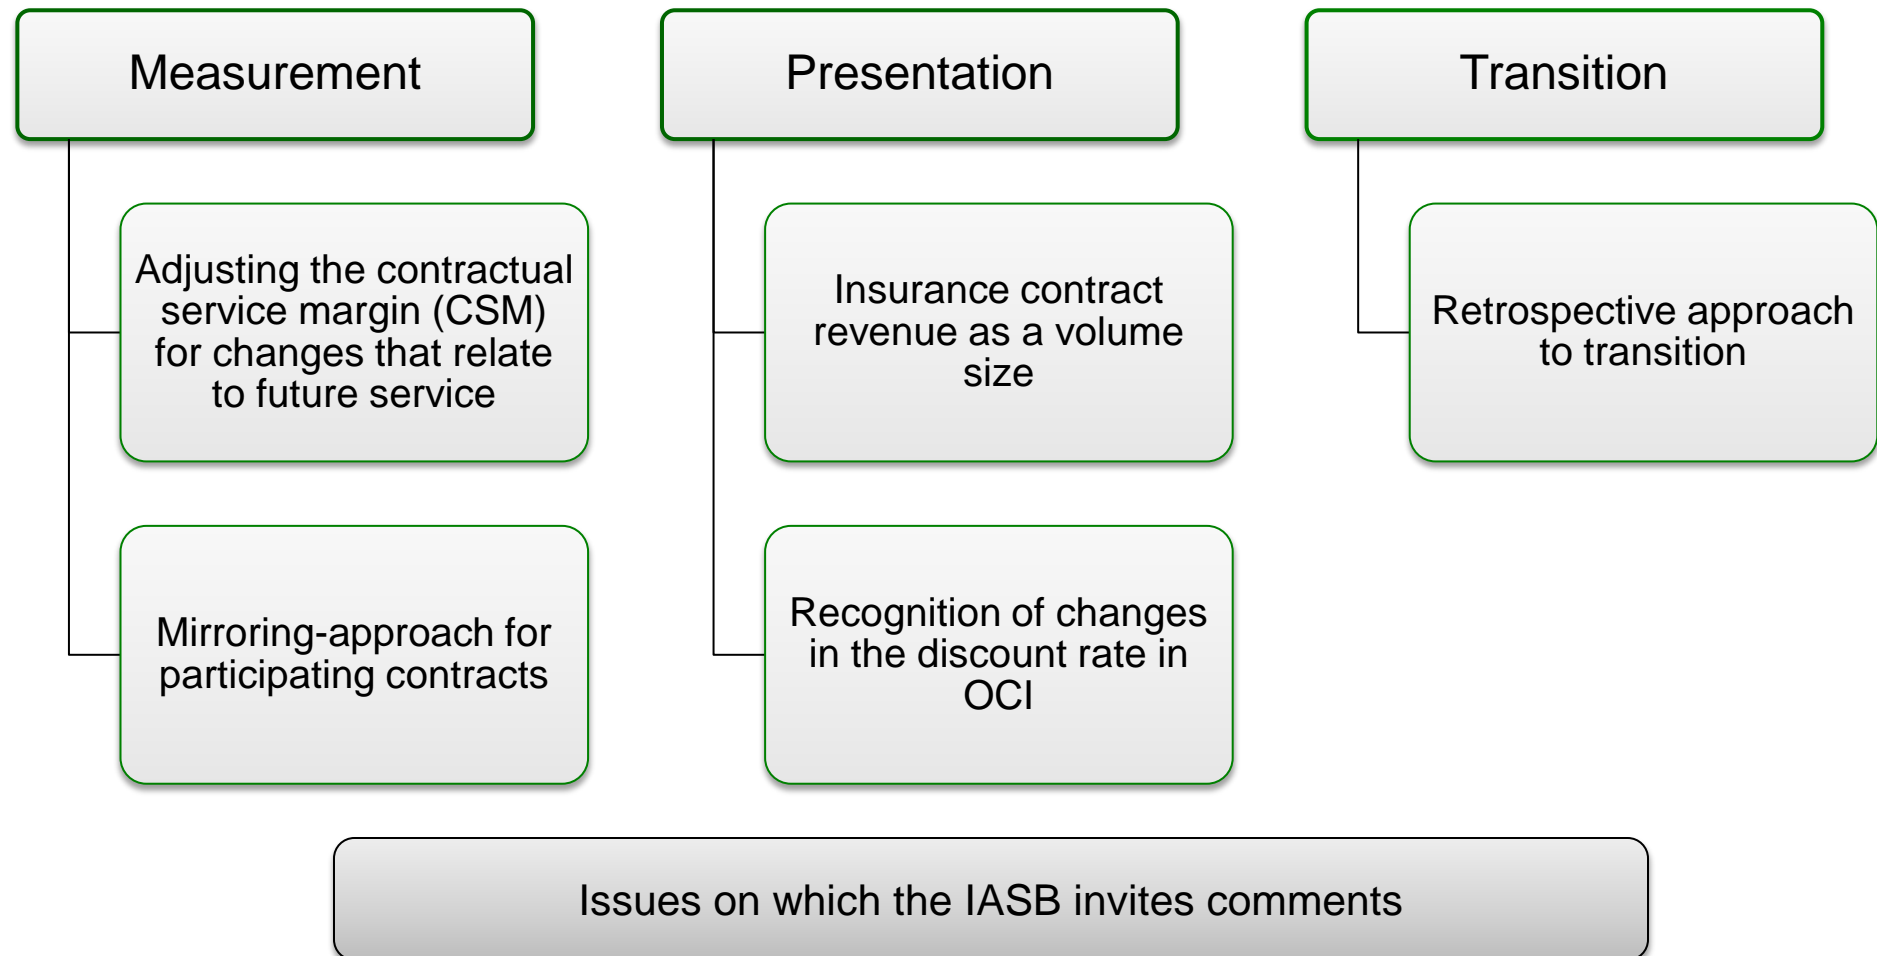 Measurement
Adjusting the contractual
service margin (CSM)
for changes that relate
to future service
Mirroring-approach for
participating contracts
Presentation
Insurance contract
revenue as a volume
size
Recognition of changes
in the discount rate in
OCI
Transition
Retrospective approach
to transition
Issues on which the IASB invites comments